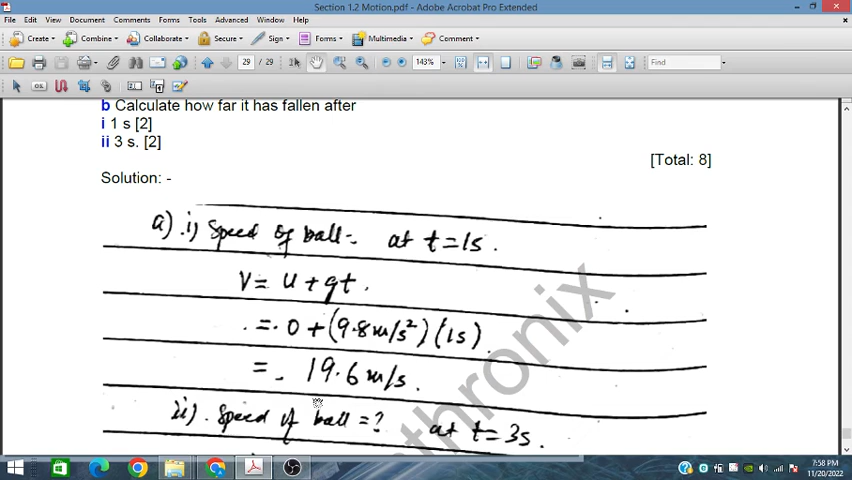 Section 1.2 Motion.pdf - Adobe Acrobat Pro Extended
File Edit View Document Comments Forms Tools Advanced Window Help
Create Combine Collaborate Secure Sign Forms Multimedia Comment
29 / 29 143% Find
b Calculate how far it has fallen after
i 1 s [2]
ii 3 s. [2]
[Total: 8]
Solution: -
a) .i) Speed of ball =. at t=1s.
V = u + gt.
= 0 + (9.8 m/s²) (1s)
= 19.6 m/s.
ii). Speed of ball = ? at t = 3s.
thronix
7:58 PM
11/20/2022